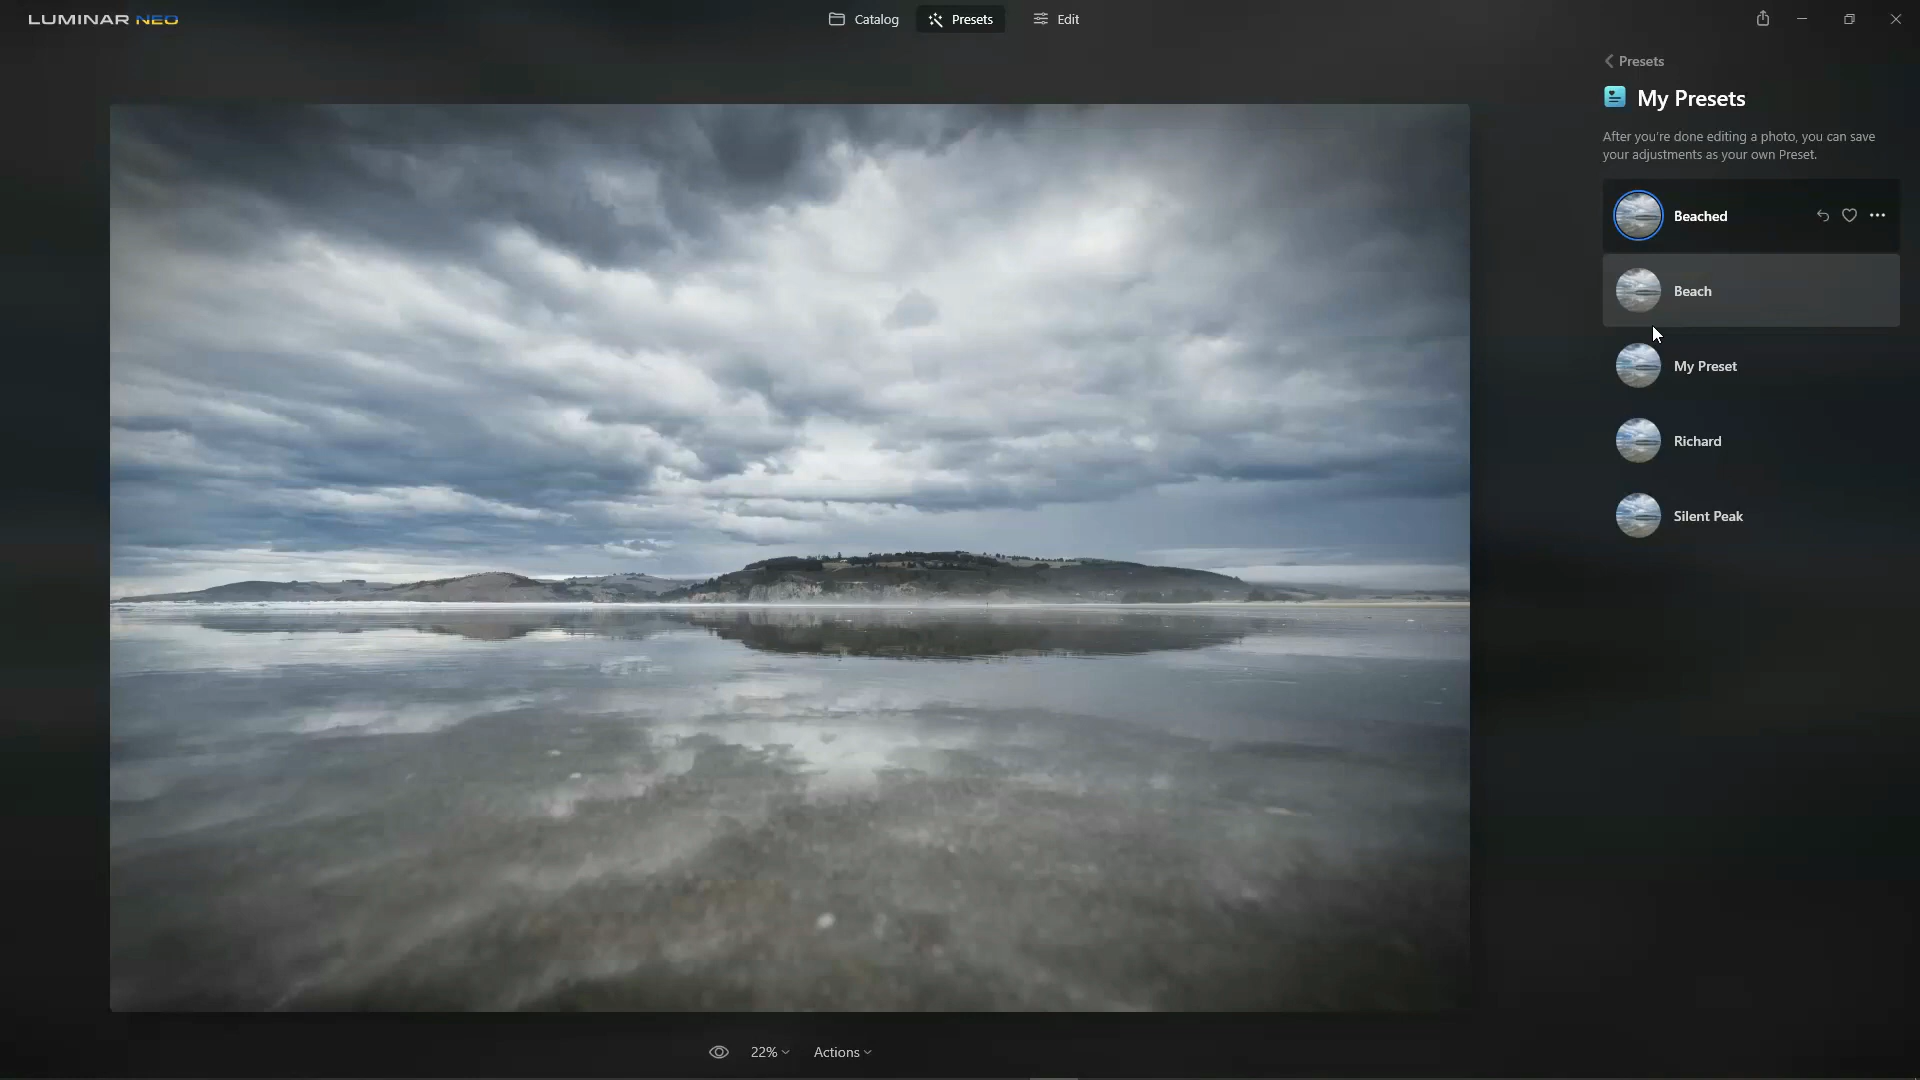 LUMINAR NEO
Catalog
Presets
Edit
Presets
My Presets
After you're done editing a photo, you can save
your adjustments as your own Preset.
Beached
Beach
My Preset
Richard
Silent Peak
22%
Actions